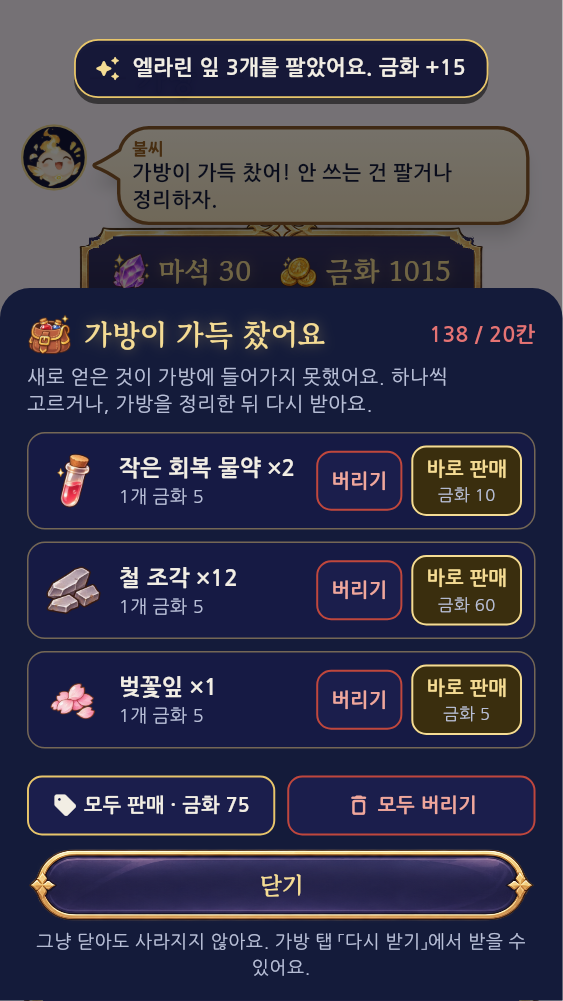 엘라린 잎 3개를 팔았어요. 금화 +15
불씨
가방이 가득 찼어! 안 쓰는 건 팔거나
정리하자.
마석 30 금화 1015
가방이 가득 찼어요 138 / 20칸
새로 얻은 것이 가방에 들어가지 못했어요. 하나씩
고르거나, 가방을 정리한 뒤 다시 받아요.
작은 회복 물약 ×2
1개 금화 5
버리기
바로 판매
금화 10
철 조각 ×12
1개 금화 5
버리기
바로 판매
금화 60
벚꽃잎 ×1
1개 금화 5
버리기
바로 판매
금화 5
모두 판매 · 금화 75
모두 버리기
닫기
그냥 닫아도 사라지지 않아요. 가방 탭 「다시 받기」에서 받을 수
있어요.